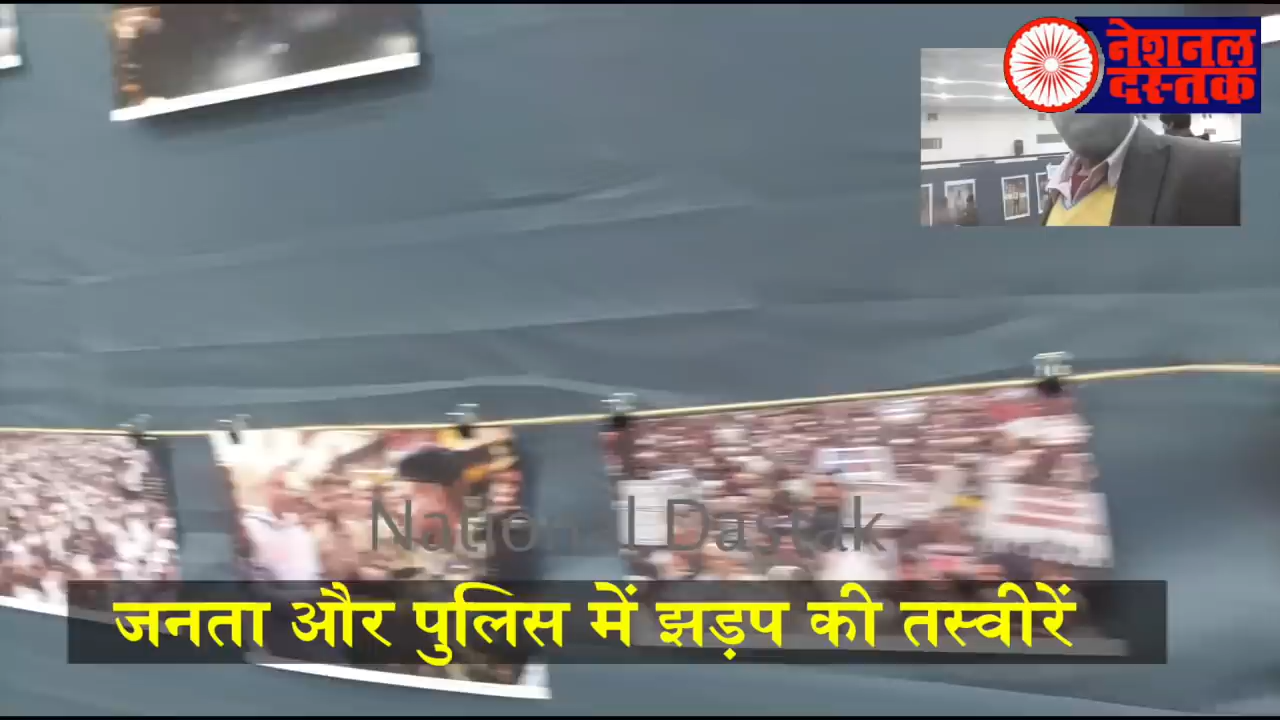 नेशनल
दस्तक
National Dastak
जनता और पुलिस में झड़प की तस्वीरें